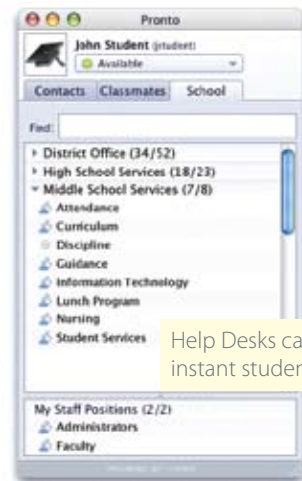 Pronto
John Student (jstudent)
Available
Contacts Classmates School
Find:
District Office (34/52)
High School Services (18/23)
Middle School Services (7/8)
Attendance
Curriculum
Discipline
Guidance
Information Technology
Lunch Program
Nursing
Student Services
Help Desks ca
instant studen
My Staff Positions (2/2)
Administrators
Faculty